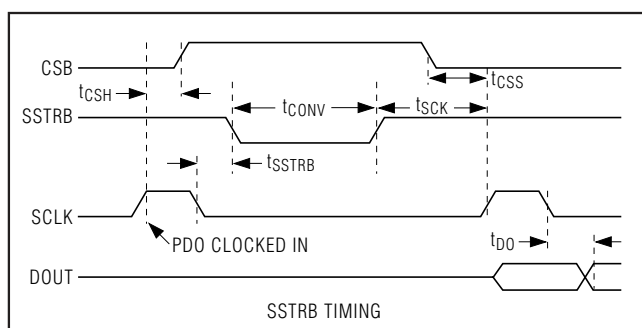 CSB
tCSH
tCSS
SSTRB
tCONV
tSCK
tSSTRB
SCLK
PDO CLOCKED IN
tDO
DOUT
SSTRB TIMING